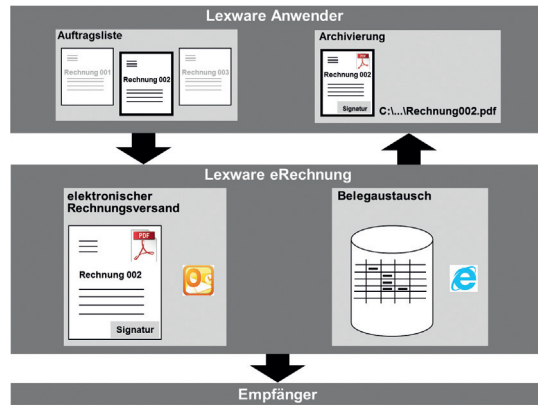 Lexware Anwender
Auftragsliste
Rechnung 001
Rechnung 002
Rechnung 003
Archivierung
Rechnung 002
Signatur
C:\...\Rechnung002.pdf
Lexware eRechnung
elektronischer
Rechnungsversand
PDF
Rechnung 002
Signatur
Belegaustausch
Empfänger